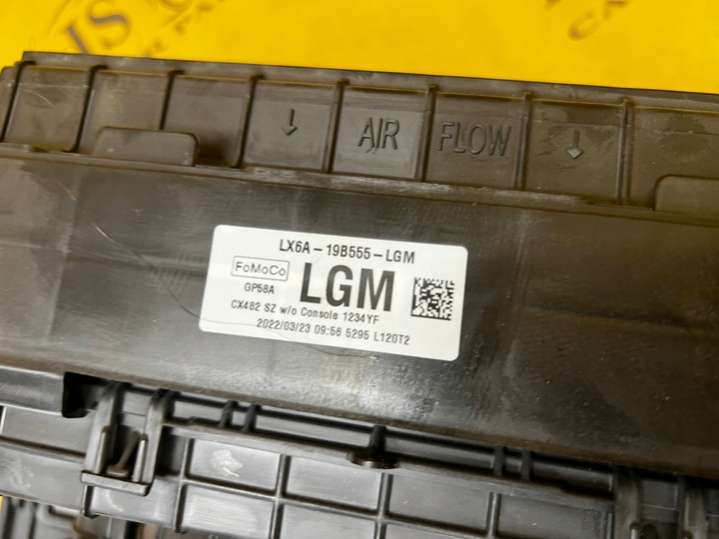 ↓ AIR FLOW ↓
LX6A-19B555-LGM
FoMoCo
GP58A
LGM
CX482 SZ w/o Console 1234YF
2022/03/23 09:56 5295 L120T2